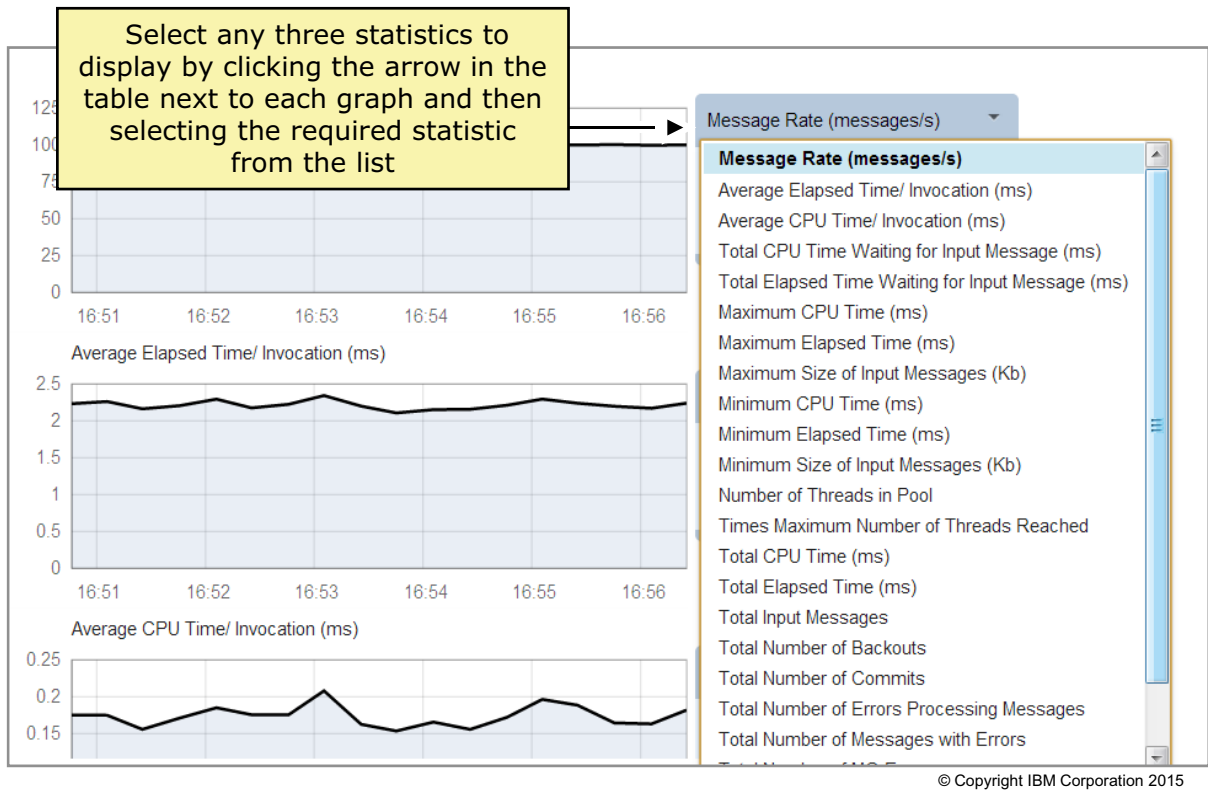 Select any three statistics to
display by clicking the arrow in the
table next to each graph and then
selecting the required statistic
from the list
125
100
75
50
25
0
16:51 16:52 16:53 16:54 16:55 16:56
Average Elapsed Time/ Invocation (ms)
2.5
2
1.5
1
0.5
0
16:51 16:52 16:53 16:54 16:55 16:56
Average CPU Time/ Invocation (ms)
0.25
0.2
0.15
Message Rate (messages/s)
Message Rate (messages/s)
Average Elapsed Time/ Invocation (ms)
Average CPU Time/ Invocation (ms)
Total CPU Time Waiting for Input Message (ms)
Total Elapsed Time Waiting for Input Message (ms)
Maximum CPU Time (ms)
Maximum Elapsed Time (ms)
Maximum Size of Input Messages (Kb)
Minimum CPU Time (ms)
Minimum Elapsed Time (ms)
Minimum Size of Input Messages (Kb)
Number of Threads in Pool
Times Maximum Number of Threads Reached
Total CPU Time (ms)
Total Elapsed Time (ms)
Total Input Messages
Total Number of Backouts
Total Number of Commits
Total Number of Errors Processing Messages
Total Number of Messages with Errors
© Copyright IBM Corporation 2015